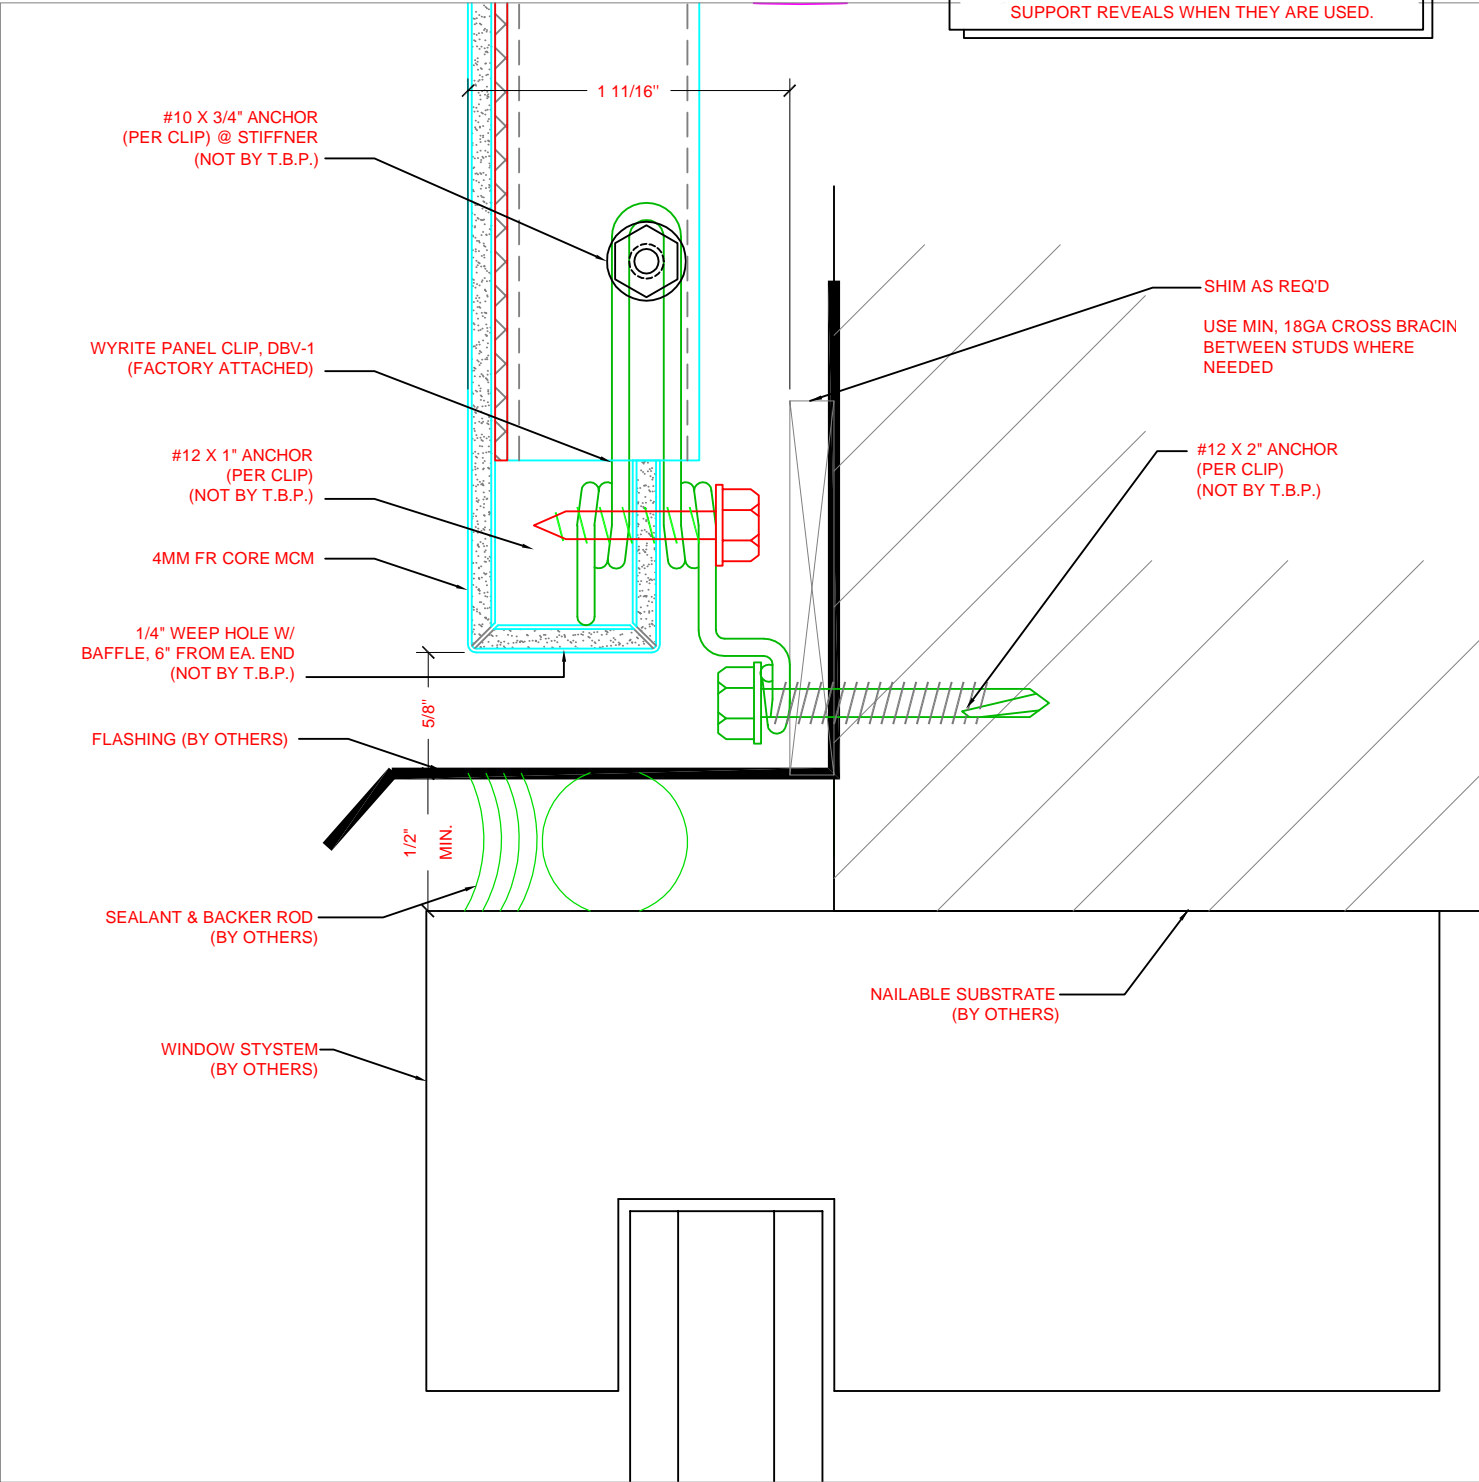 SUPPORT REVEALS WHEN THEY ARE USED.
1 11/16"
#10 X 3/4" ANCHOR
(PER CLIP) @ STIFFNER
(NOT BY T.B.P.)
SHIM AS REQ'D
USE MIN, 18GA CROSS BRACIN
BETWEEN STUDS WHERE
NEEDED
WYRITE PANEL CLIP, DBV-1
(FACTORY ATTACHED)
#12 X 1" ANCHOR
(PER CLIP)
(NOT BY T.B.P.)
#12 X 2" ANCHOR
(PER CLIP)
(NOT BY T.B.P.)
4MM FR CORE MCM
1/4" WEEP HOLE W/
BAFFLE, 6" FROM EA. END
(NOT BY T.B.P.)
5/8"
FLASHING (BY OTHERS)
1/2"
MIN.
SEALANT & BACKER ROD
(BY OTHERS)
NAILABLE SUBSTRATE
(BY OTHERS)
WINDOW STYSTEM
(BY OTHERS)